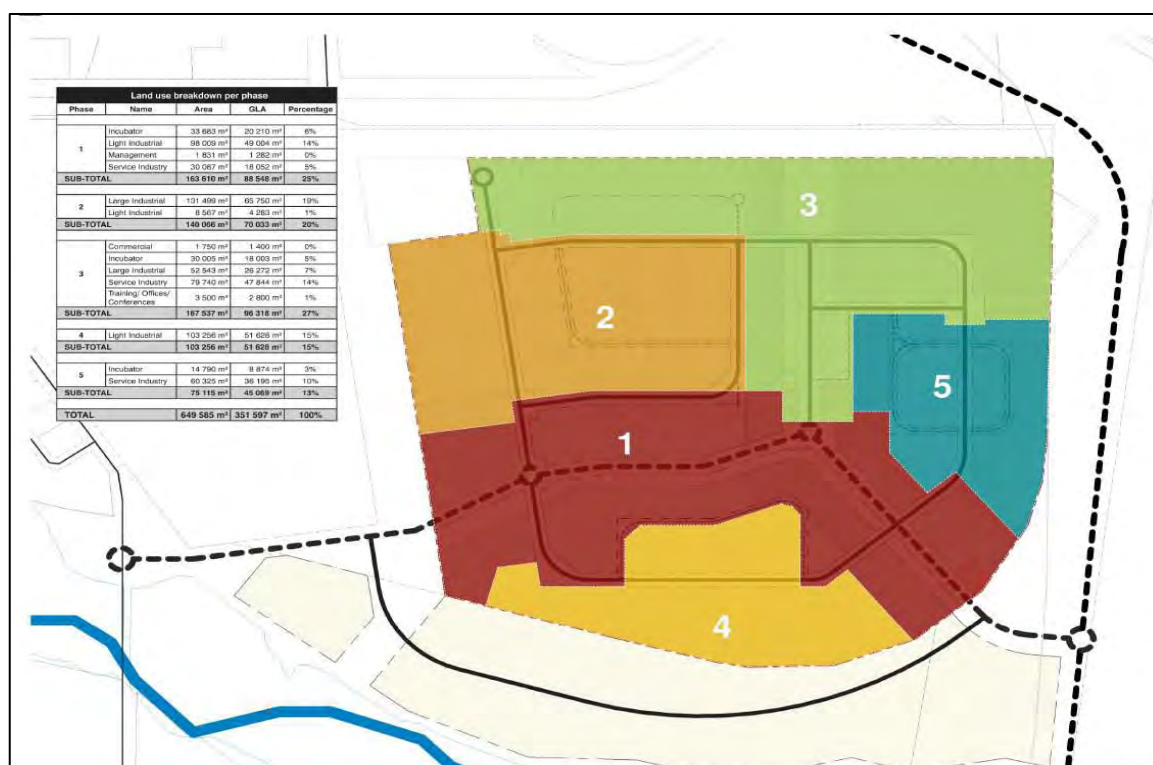 Land use breakdown per phase
Phase Name Area GLA Percentage
1
Incubator 33 683 m² 20 210 m² 6%
Light Industrial 98 009 m² 49 004 m² 14%
Management 1 831 m² 1 282 m² 0%
Service Industry 30 087 m² 18 052 m² 5%
SUB-TOTAL 163 610 m² 88 548 m² 25%
2
Large Industrial 131 499 m² 65 750 m² 19%
Light Industrial 8 567 m² 4 283 m² 1%
SUB-TOTAL 140 066 m² 70 033 m² 20%
3
Commercial 1 750 m² 1 400 m² 0%
Incubator 30 005 m² 18 003 m² 5%
Large Industrial 52 543 m² 26 272 m² 7%
Service Industry 79 740 m² 47 844 m² 14%
Training/ Offices/
Conferences 3 500 m² 2 800 m² 1%
SUB-TOTAL 167 537 m² 96 318 m² 27%
4 Light Industrial 103 256 m² 51 628 m² 15%
SUB-TOTAL 103 256 m² 51 628 m² 15%
5
Incubator 14 790 m² 8 874 m² 3%
Service Industry 60 325 m² 36 195 m² 10%
SUB-TOTAL 75 115 m² 45 069 m² 13%
TOTAL 649 585 m² 351 597 m² 100%
3
2
5
1
4